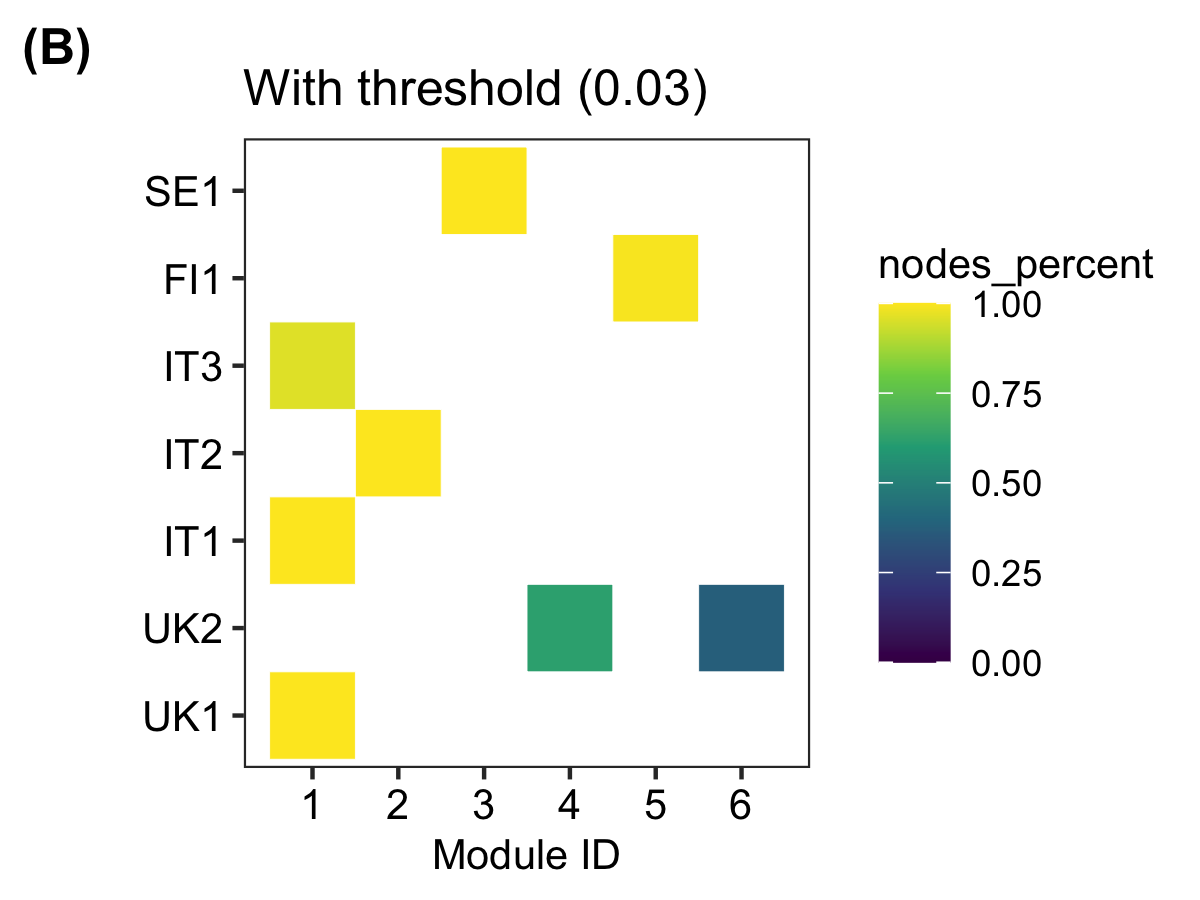 (B)
With threshold (0.03)
SE1
FI1
IT3
IT2
IT1
UK2
UK1
1 2 3 4 5 6
Module ID
nodes_percent
1.00
0.75
0.50
0.25
0.00